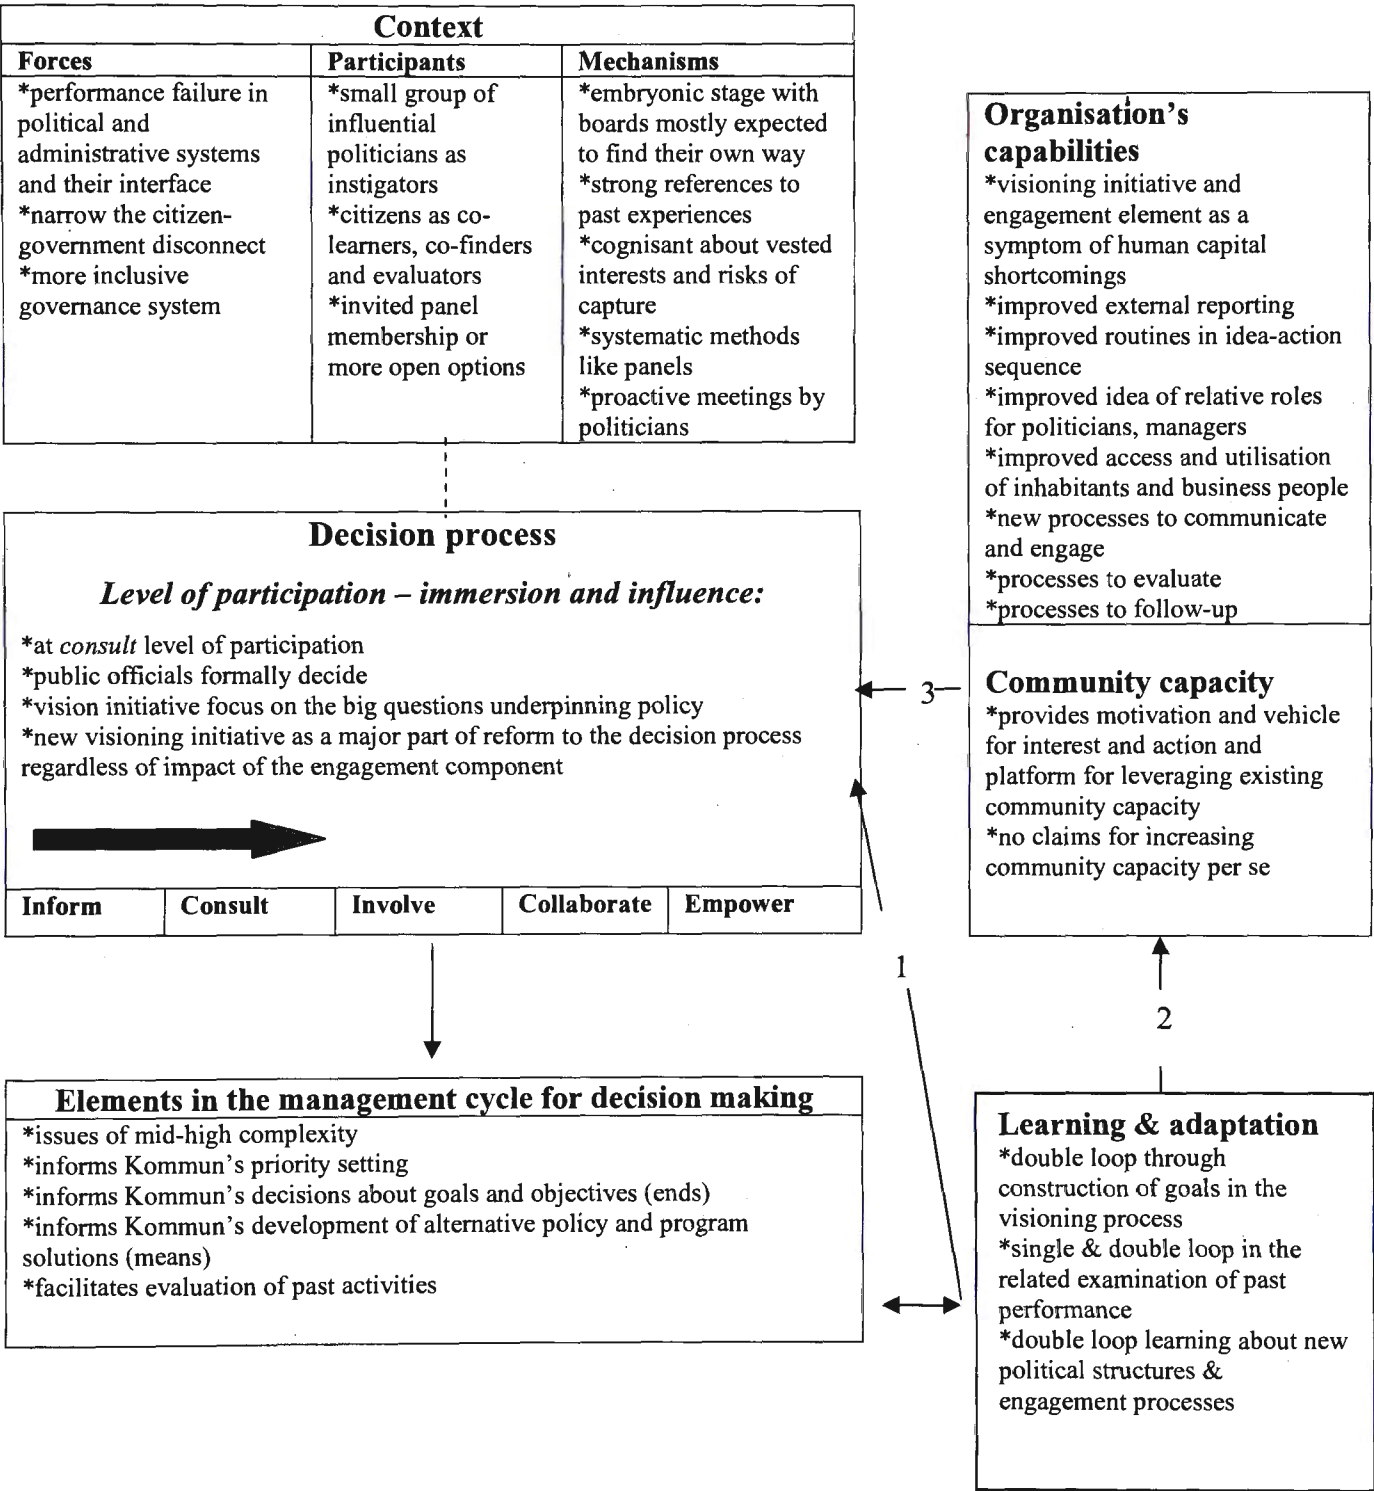 Context
Forces
*performance failure in
political and
administrative systems
and their interface
*narrow the citizen-
government disconnect
*more inclusive
governance system
Participants
*small group of
influential
politicians as
instigators
*citizens as co-
learners, co-finders
and evaluators
*invited panel
membership or
more open options
Mechanisms
*embryonic stage with
boards mostly expected
to find their own way
*strong references to
past experiences
*cognisant about vested
interests and risks of
capture
*systematic methods
like panels
*proactive meetings by
politicians
Organisation's
capabilities
*visioning initiative and
engagement element as a
symptom of human capital
shortcomings
*improved external reporting
*improved routines in idea-action
sequence
*improved idea of relative roles
for politicians, managers
*improved access and utilisation
of inhabitants and business people
*new processes to communicate
and engage
*processes to evaluate
*processes to follow-up
Community capacity
*provides motivation and vehicle
for interest and action and
platform for leveraging existing
community capacity
*no claims for increasing
community capacity per se
Decision process
Level of participation – immersion and influence:
*at consult level of participation
*public officials formally decide
*vision initiative focus on the big questions underpinning policy
*new visioning initiative as a major part of reform to the decision process
regardless of impact of the engagement component
Inform Consult Involve Collaborate Empower
3
1
2
Elements in the management cycle for decision making
*issues of mid-high complexity
*informs Kommun's priority setting
*informs Kommun's decisions about goals and objectives (ends)
*informs Kommun's development of alternative policy and program
solutions (means)
*facilitates evaluation of past activities
Learning & adaptation
*double loop through
construction of goals in the
visioning process
*single & double loop in the
related examination of past
performance
*double loop learning about new
political structures &
engagement processes